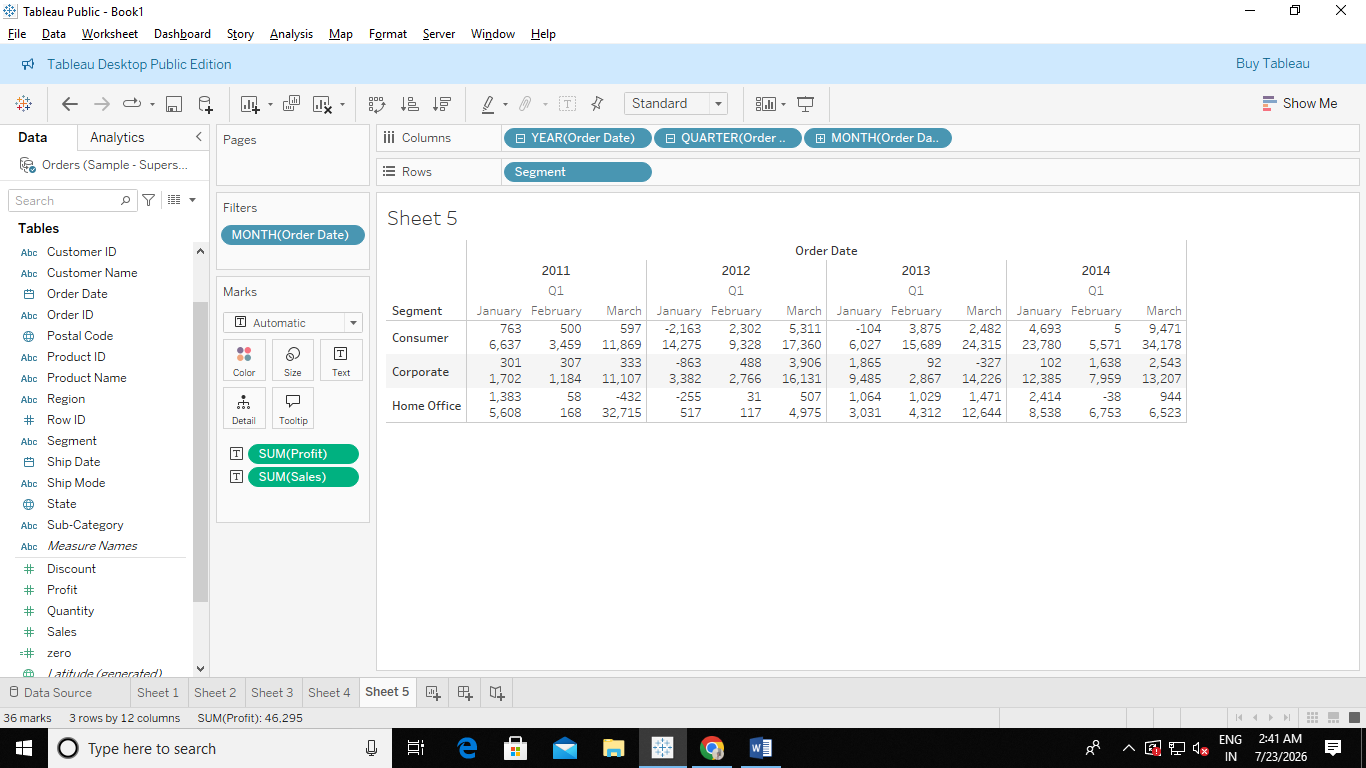 Tableau Public - Book1
File Data Worksheet Dashboard Story Analysis Map Format Server Window Help
Tableau Desktop Public Edition Buy Tableau
Standard Show Me
Data Analytics
Orders (Sample - Supers...
Search
Tables
Abc Customer ID
Abc Customer Name
Order Date
Abc Order ID
Postal Code
Abc Product ID
Abc Product Name
Abc Region
# Row ID
Abc Segment
Ship Date
Abc Ship Mode
State
Abc Sub-Category
Abc Measure Names
# Discount
# Profit
# Quantity
# Sales
=# zero
Latitude (generated)
Pages
Filters
MONTH(Order Date)
Marks
T Automatic
Color Size T Text
Detail Tooltip
T SUM(Profit)
T SUM(Sales)
Columns YEAR(Order Date) QUARTER(Order .. MONTH(Order Da..
Rows Segment
Sheet 5
Order Date
2011 2012 2013 2014
Q1 Q1 Q1 Q1
Segment January February March January February March January February March January February March
Consumer
763 500 597 -2,163 2,302 5,311 -104 3,875 2,482 4,693 5 9,471
6,637 3,459 11,869 14,275 9,328 17,360 6,027 15,689 24,315 23,780 5,571 34,178
Corporate
301 307 333 -863 488 3,906 1,865 92 -327 102 1,638 2,543
1,702 1,184 11,107 3,382 2,766 16,131 9,485 2,867 14,226 12,385 7,959 13,207
Home Office
1,383 58 -432 -255 31 507 1,064 1,029 1,471 2,414 -38 944
5,608 168 32,715 517 117 4,975 3,031 4,312 12,644 8,538 6,753 6,523
Data Source Sheet 1 Sheet 2 Sheet 3 Sheet 4 Sheet 5
36 marks 3 rows by 12 columns SUM(Profit): 46,295
Type here to search
ENG
IN
2:41 AM
7/23/2026